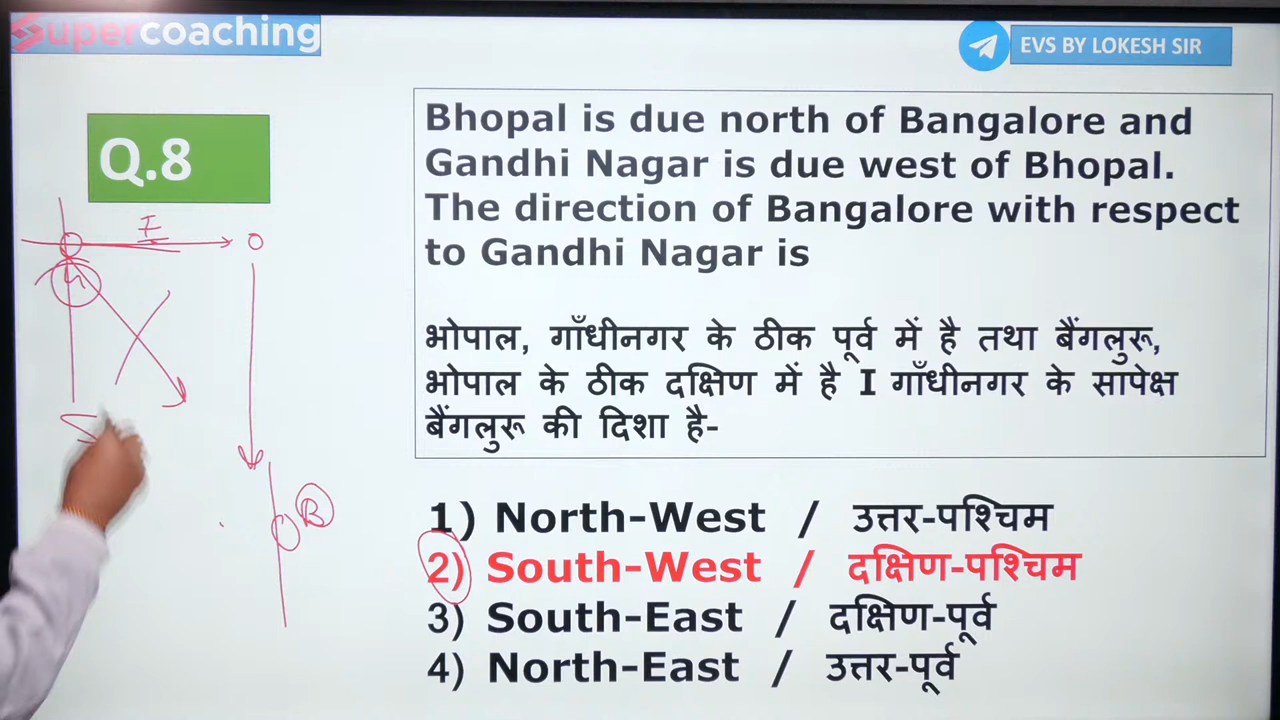 Supercoaching
EVS BY LOKESH SIR
Q.8
Bhopal is due north of Bangalore and
Gandhi Nagar is due west of Bhopal.
The direction of Bangalore with respect
to Gandhi Nagar is
भोपाल, गाँधीनगर के ठीक पूर्व में है तथा बैंगलुरू,
भोपाल के ठीक दक्षिण में है I गाँधीनगर के सापेक्ष
बैंगलुरू की दिशा है-
1) North-West / उत्तर-पश्चिम
2) South-West / दक्षिण-पश्चिम
3) South-East / दक्षिण-पूर्व
4) North-East / उत्तर-पूर्व
B